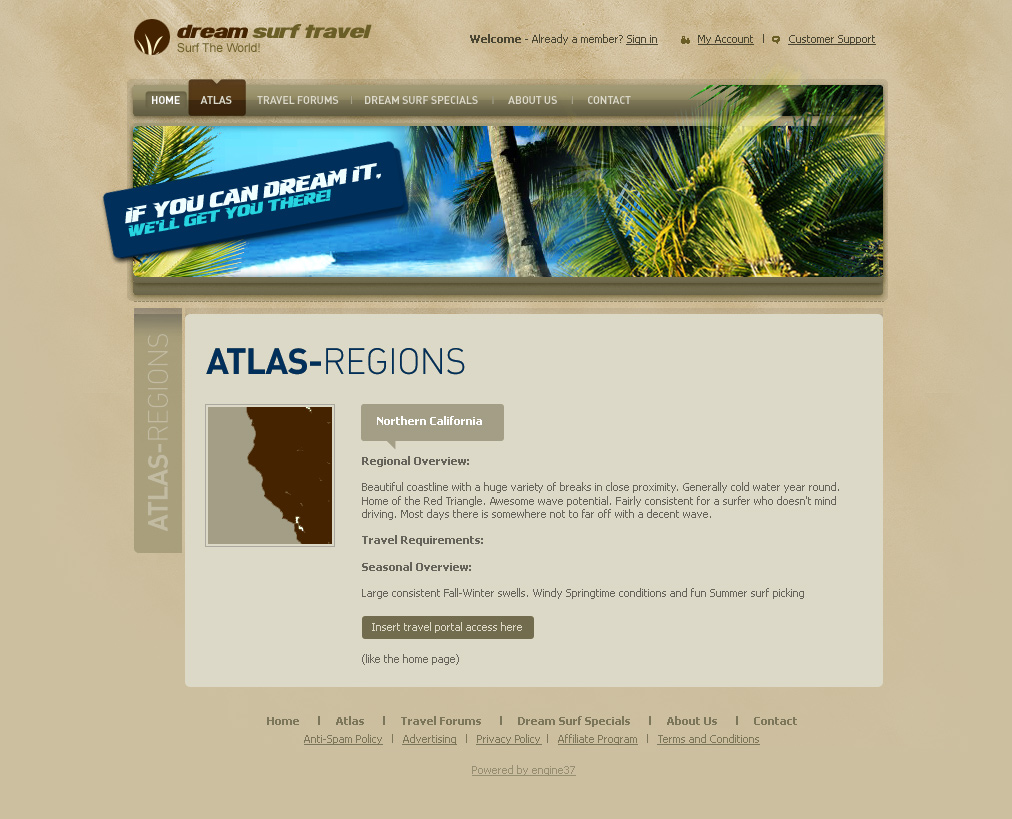 dream surf travel
Surf The World!
Welcome - Already a member? Sign in
My Account | Customer Support
HOME ATLAS TRAVEL FORUMS | DREAM SURF SPECIALS | ABOUT US | CONTACT
IF YOU CAN DREAM IT,
WE'LL GET YOU THERE!
ATLAS-REGIONS
ATLAS-REGIONS
Northern California
Regional Overview:
Beautiful coastline with a huge variety of breaks in close proximity. Generally cold water year round.
Home of the Red Triangle. Awesome wave potential. Fairly consistent for a surfer who doesn't mind
driving. Most days there is somewhere not to far off with a decent wave.
Travel Requirements:
Seasonal Overview:
Large consistent Fall-Winter swells. Windy Springtime conditions and fun Summer surf picking
Insert travel portal access here
(like the home page)
Home | Atlas | Travel Forums | Dream Surf Specials | About Us | Contact
Anti-Spam Policy | Advertising | Privacy Policy | Affiliate Program | Terms and Conditions
Powered by engine37